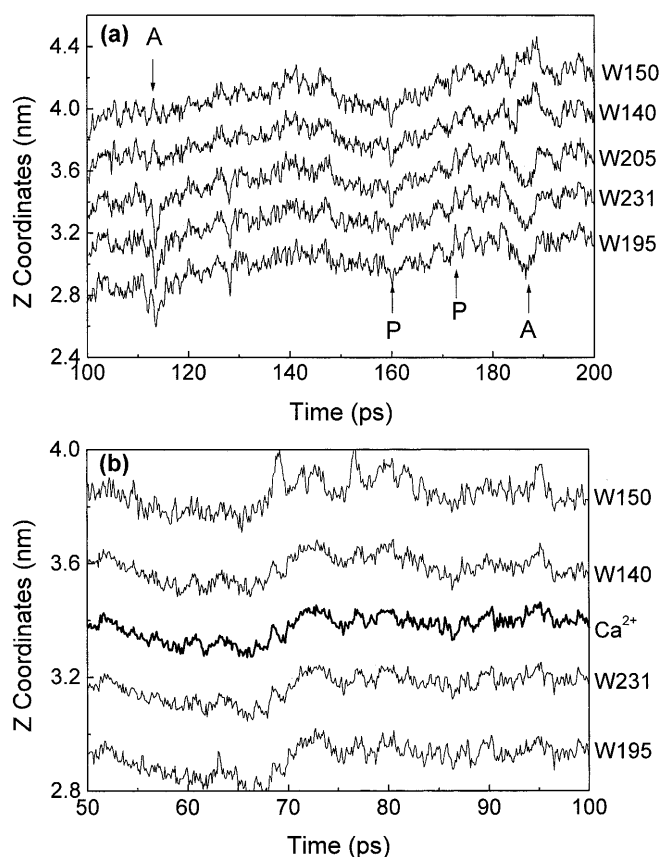 (a)
A
4.4
4.0
3.6
3.2
2.8
2.4
Z Coordinates (nm)
W150
W140
W205
W231
W195
P
P
A
100
120
140
160
180
200
Time (ps)
(b)
4.0
3.6
3.2
2.8
Z Coordinates (nm)
W150
W140
Ca²⁺
W231
W195
50
60
70
80
90
100
Time (ps)